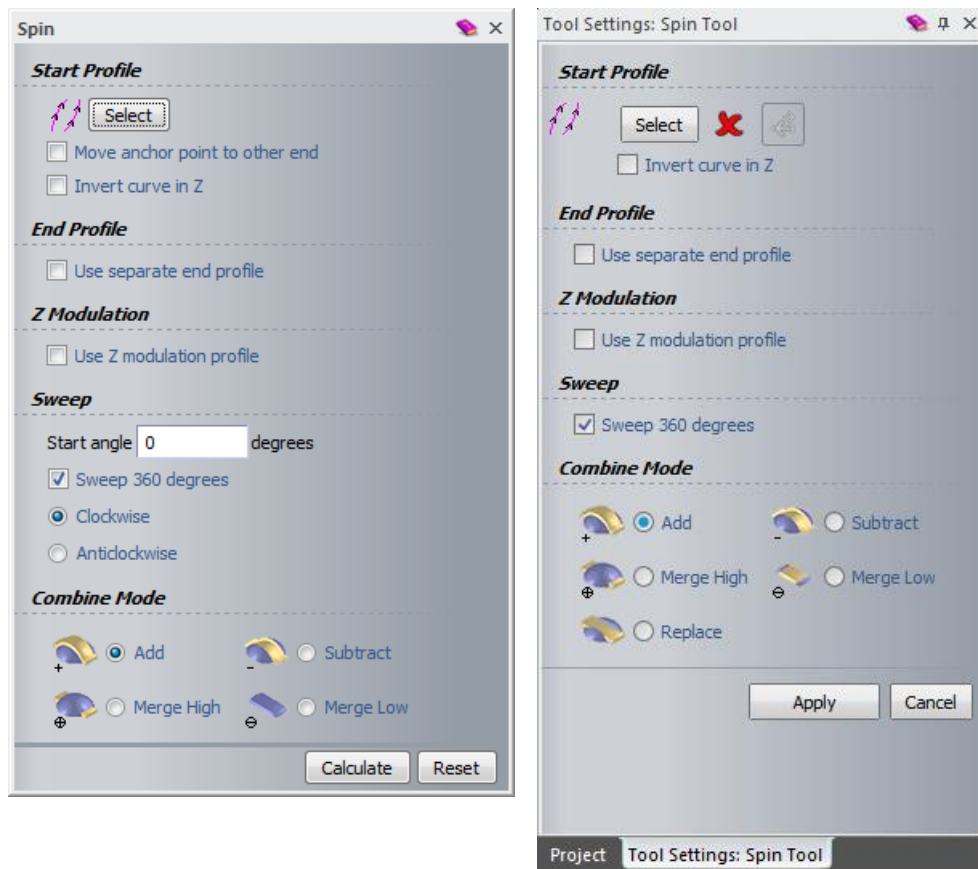 Spin
Start Profile
Select
Move anchor point to other end
Invert curve in Z
End Profile
Use separate end profile
Z Modulation
Use Z modulation profile
Sweep
Start angle 0 degrees
Sweep 360 degrees
Clockwise
Anticlockwise
Combine Mode
Add Subtract
Merge High Merge Low
Calculate Reset
Tool Settings: Spin Tool
Start Profile
Select
Invert curve in Z
End Profile
Use separate end profile
Z Modulation
Use Z modulation profile
Sweep
Sweep 360 degrees
Combine Mode
Add Subtract
Merge High Merge Low
Replace
Apply Cancel
Project Tool Settings: Spin Tool